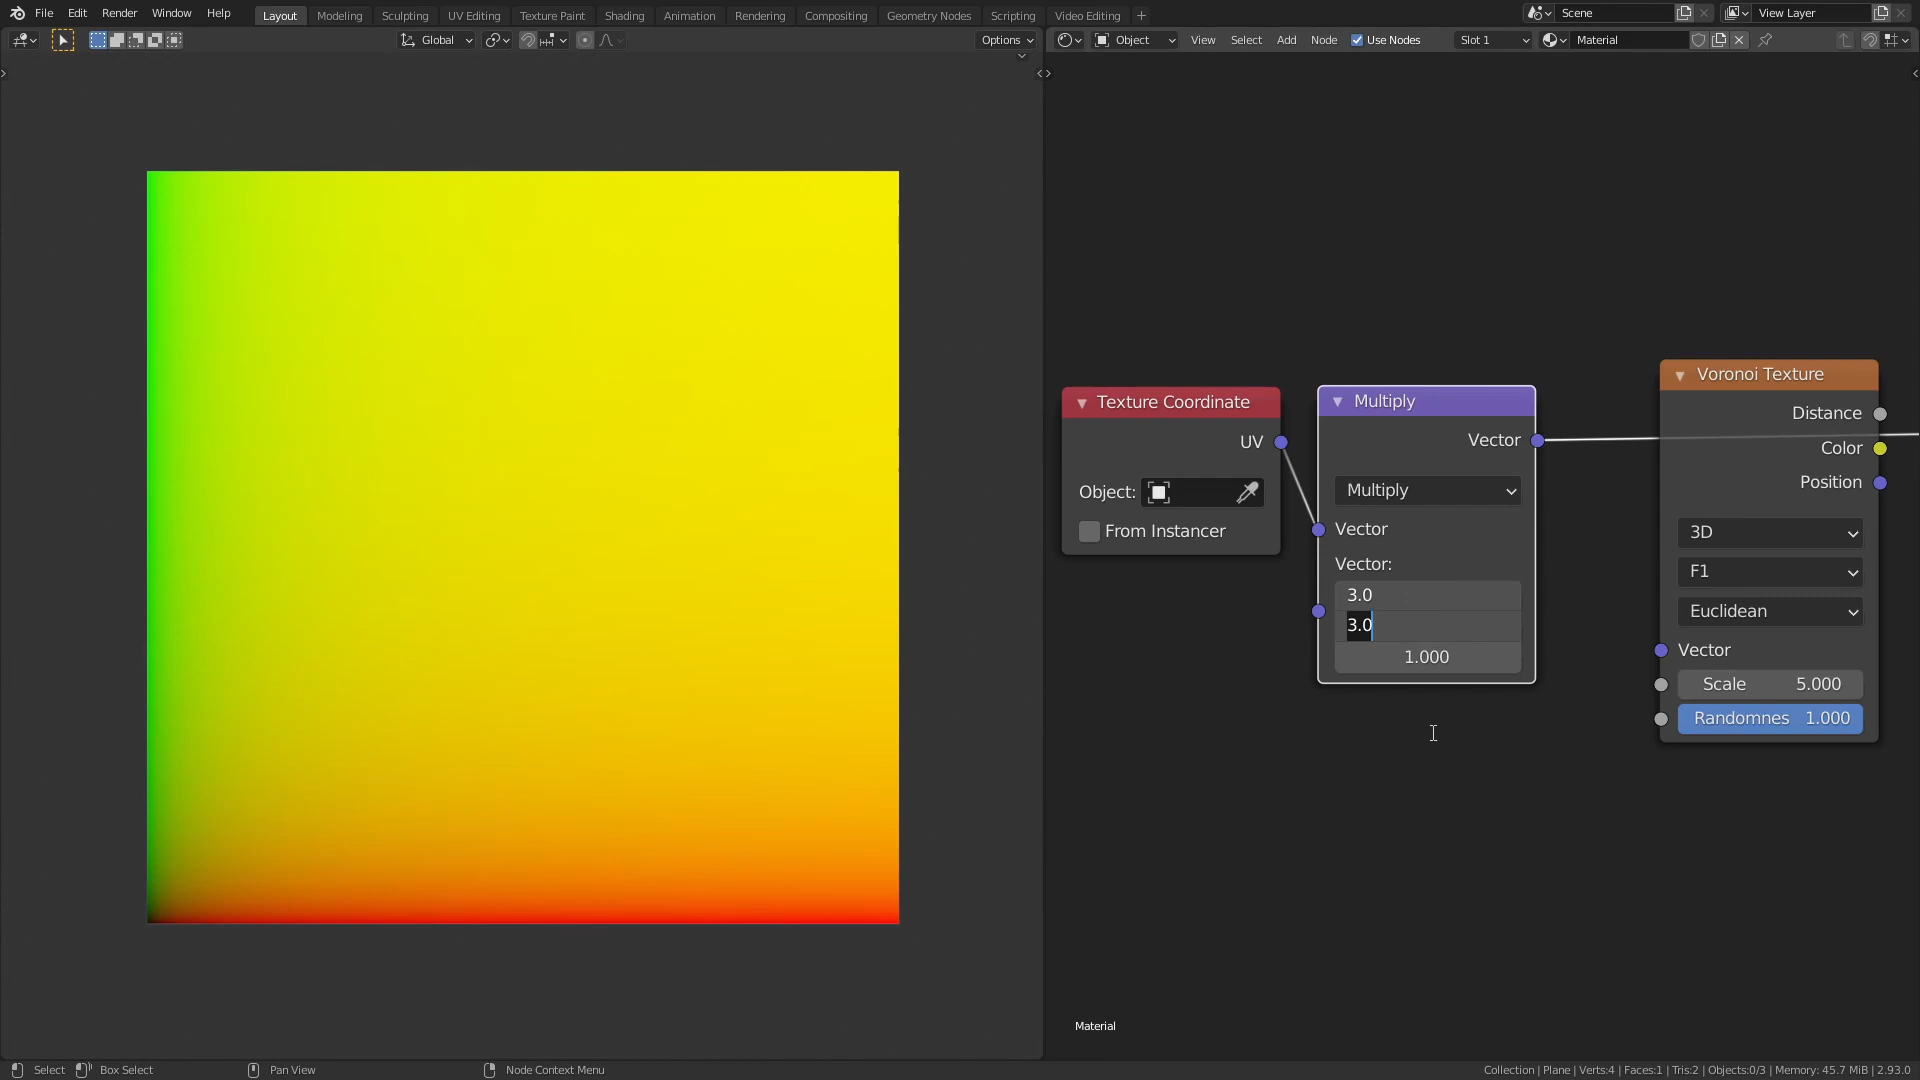 File Edit Render Window Help Layout Modeling Sculpting UV Editing Texture Paint Shading Animation Rendering Compositing Geometry Nodes Scripting Video Editing + Scene View Layer
Global Options Object View Select Add Node Use Nodes Slot 1 Material
Texture Coordinate
UV
Object:
From Instancer
Multiply
Vector
Multiply
Vector
Vector:
3.0
3.0
1.000
Voronoi Texture
Distance
Color
Position
3D
F1
Euclidean
Vector
Scale 5.000
Randomnes 1.000
Material
Select Box Select Pan View Node Context Menu Collection | Plane | Verts:4 | Faces:1 | Tris:2 | Objects:0/3 | Memory: 45.7 MiB | 2.93.0